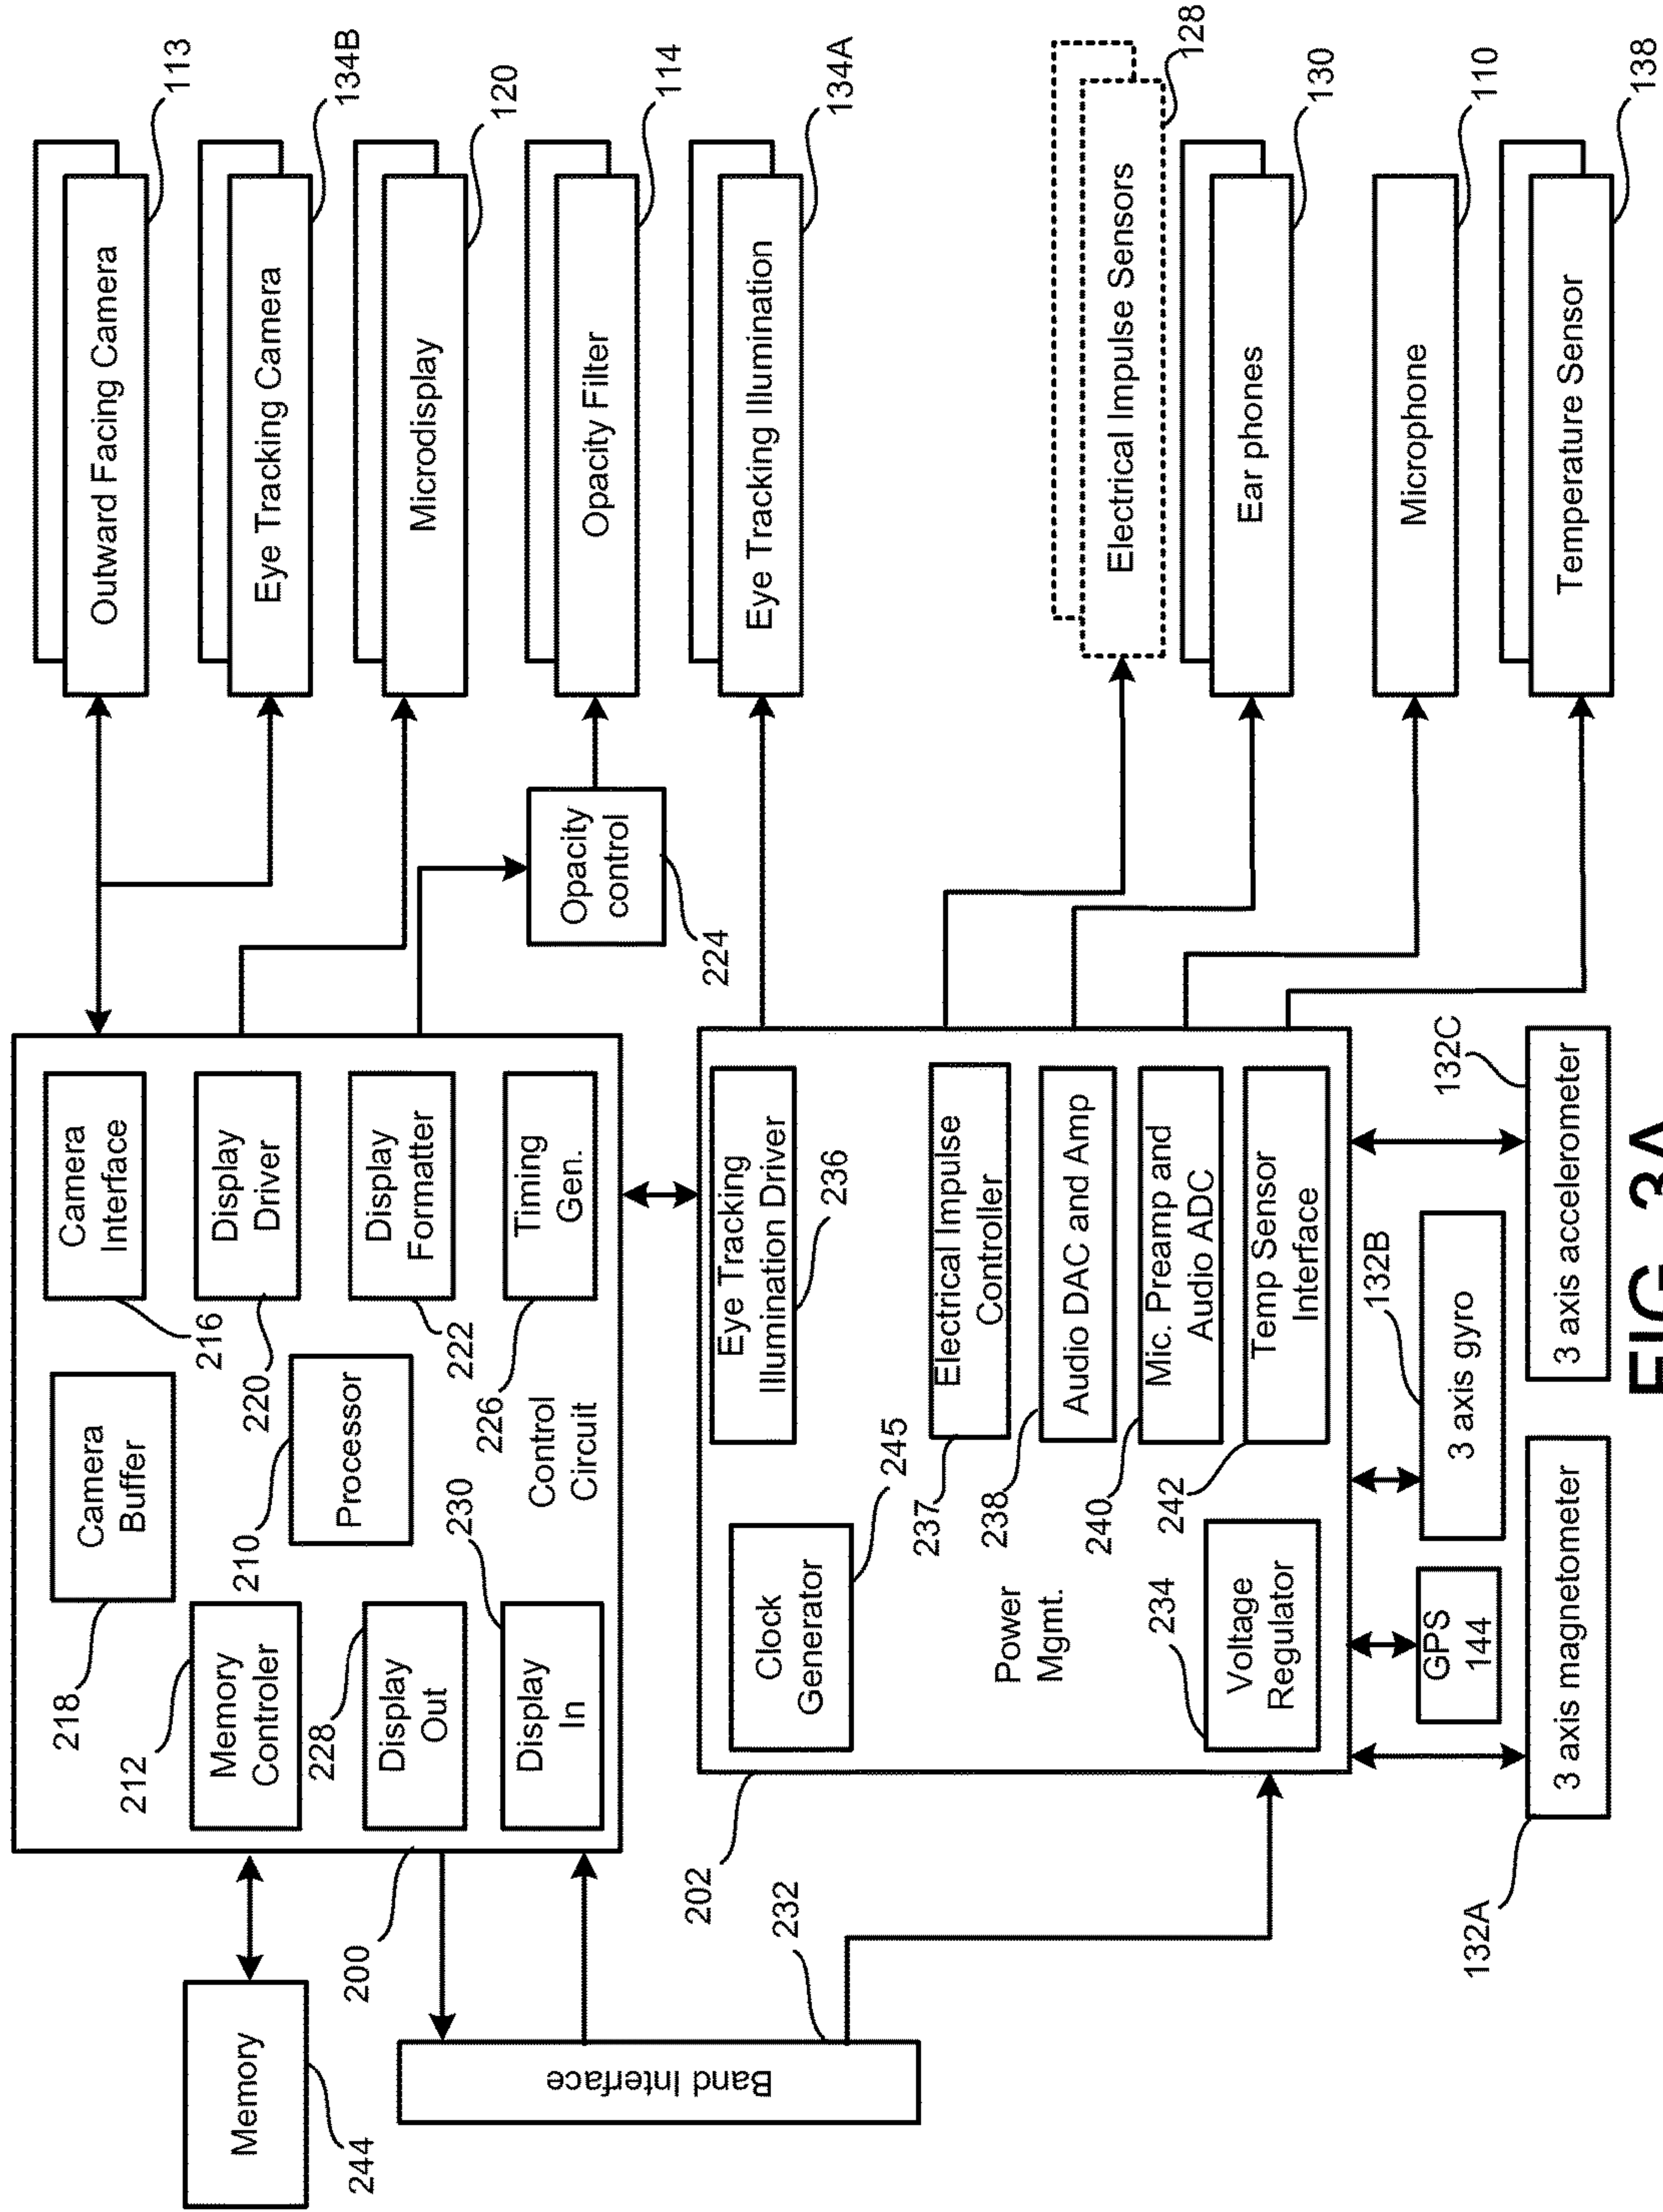 Memory
244
Band Interface
232
218
212
Camera
Buffer
Memory
Controler
210
Processor
228
Display
Out
230
Display
In
200
Control
Circuit
Camera
Interface
216
Display
Driver
220
Display
Formatter
222
Timing
Gen.
226
Outward Facing Camera
113
Eye Tracking Camera
134B
Microdisplay
120
Opacity
control
224
Opacity Filter
114
Eye Tracking Illumination
134A
202
Clock
Generator
245
Power
Mgmt.
234
Voltage
Regulator
Eye Tracking
Illumination Driver
236
Electrical Impulse
Controller
237
Audio DAC and Amp
238
Mic. Preamp and
Audio ADC
240
Temp Sensor
Interface
242
Electrical Impulse Sensors
128
Ear phones
130
Microphone
110
Temperature Sensor
138
132A
3 axis magnetometer
GPS
144
3 axis gyro
132B
3 axis accelerometer
132C
FIG. 3A